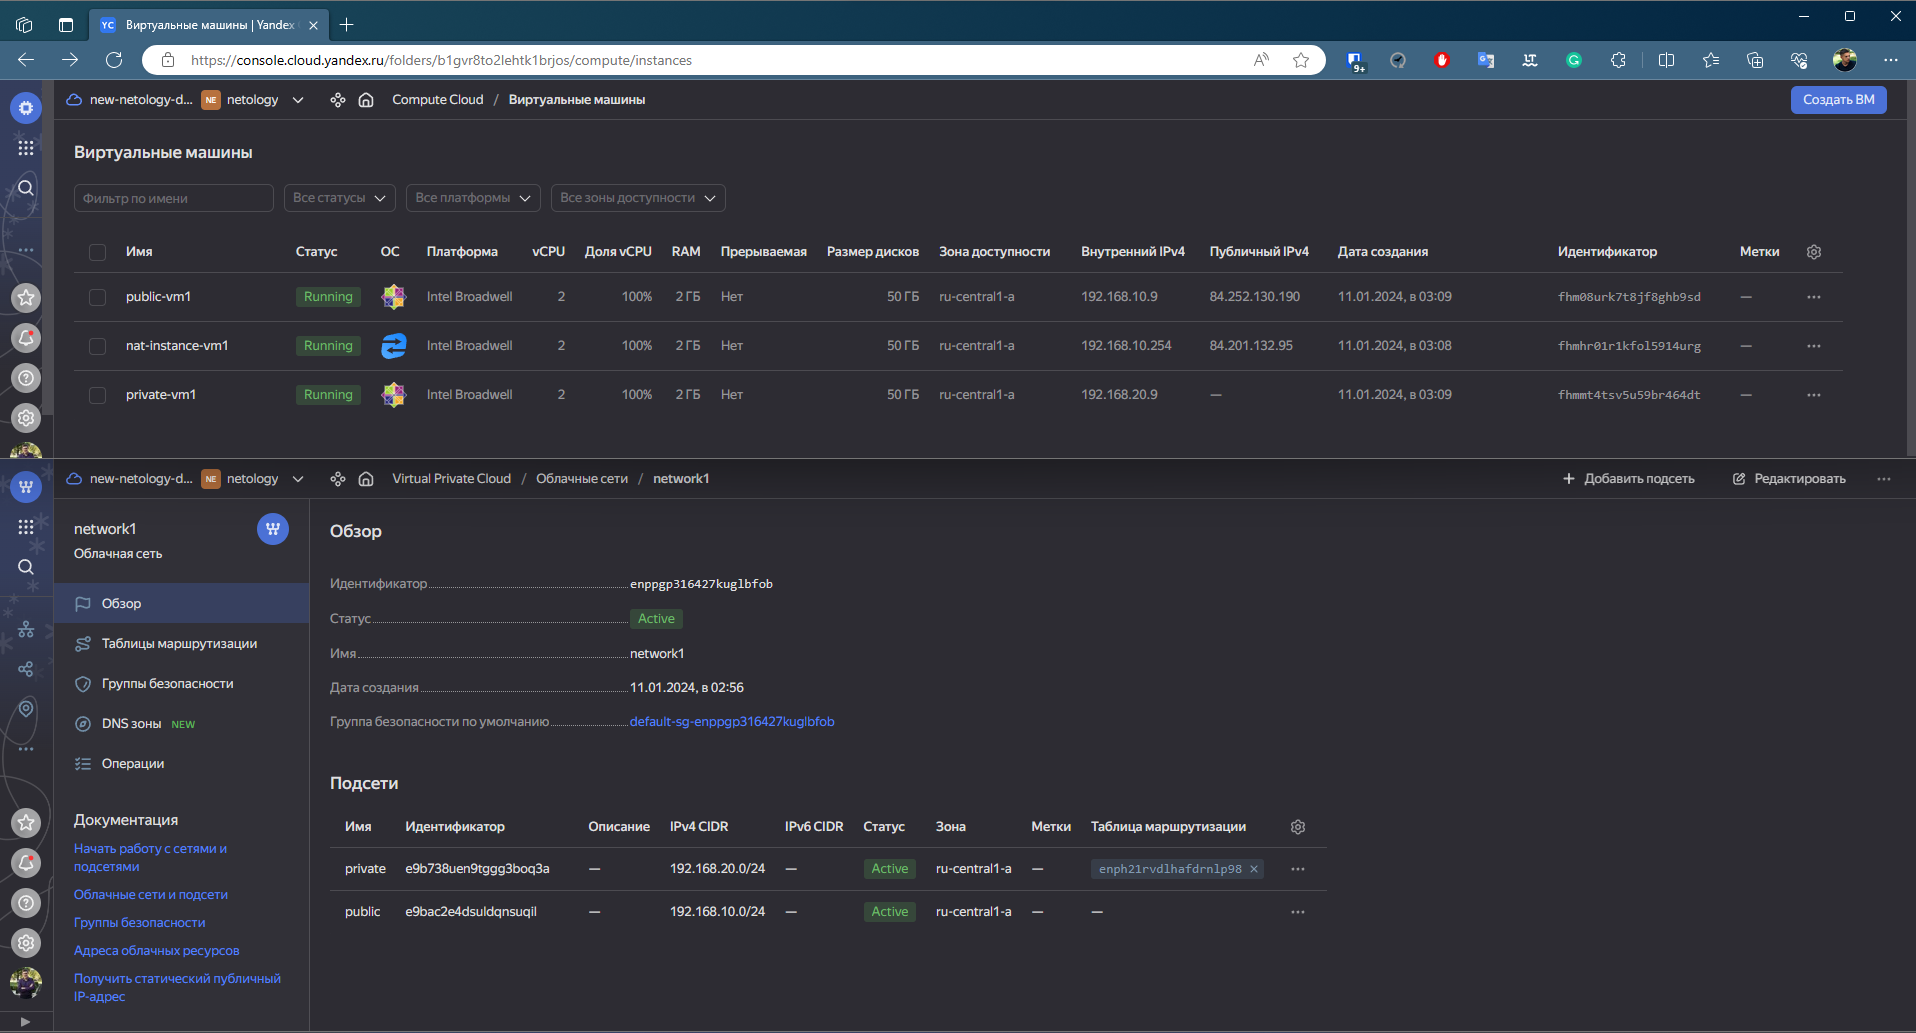 YC Виртуальные машины | Yandex
https://console.cloud.yandex.ru/folders/b1gvr8to2lehtk1brjos/compute/instances
9+
new-netology-d... NE netology Compute Cloud / Виртуальные машины Создать ВМ
Виртуальные машины
Фильтр по имени Все статусы Все платформы Все зоны доступности
Имя Статус ОС Платформа vCPU Доля vCPU RAM Прерываемая Размер дисков Зона доступности Внутренний IPv4 Публичный IPv4 Дата создания Идентификатор Метки
public-vm1 Running Intel Broadwell 2 100% 2 ГБ Нет 50 ГБ ru-central1-a 192.168.10.9 84.252.130.190 11.01.2024, в 03:09 fhm08urk7t8jf8ghb9sd —
nat-instance-vm1 Running Intel Broadwell 2 100% 2 ГБ Нет 50 ГБ ru-central1-a 192.168.10.254 84.201.132.95 11.01.2024, в 03:08 fhmhr01r1kfol5914urg —
private-vm1 Running Intel Broadwell 2 100% 2 ГБ Нет 50 ГБ ru-central1-a 192.168.20.9 — 11.01.2024, в 03:09 fhmmt4tsv5u59br464dt —
new-netology-d... NE netology Virtual Private Cloud / Облачные сети / network1 Добавить подсеть Редактировать
network1
Облачная сеть
Обзор
Таблицы маршрутизации
Группы безопасности
DNS зоны NEW
Операции
Документация
Начать работу с сетями и
подсетями
Облачные сети и подсети
Группы безопасности
Адреса облачных ресурсов
Получить статический публичный
IP-адрес
Обзор
Идентификатор enppgp316427kuglbfob
Статус Active
Имя network1
Дата создания 11.01.2024, в 02:56
Группа безопасности по умолчанию default-sg-enppgp316427kuglbfob
Подсети
Имя Идентификатор Описание IPv4 CIDR IPv6 CIDR Статус Зона Метки Таблица маршрутизации
private e9b738uen9tggg3boq3a — 192.168.20.0/24 — Active ru-central1-a — enph21rvdlhafdrnlp98
public e9bac2e4dsuldqnsuqil — 192.168.10.0/24 — Active ru-central1-a — —